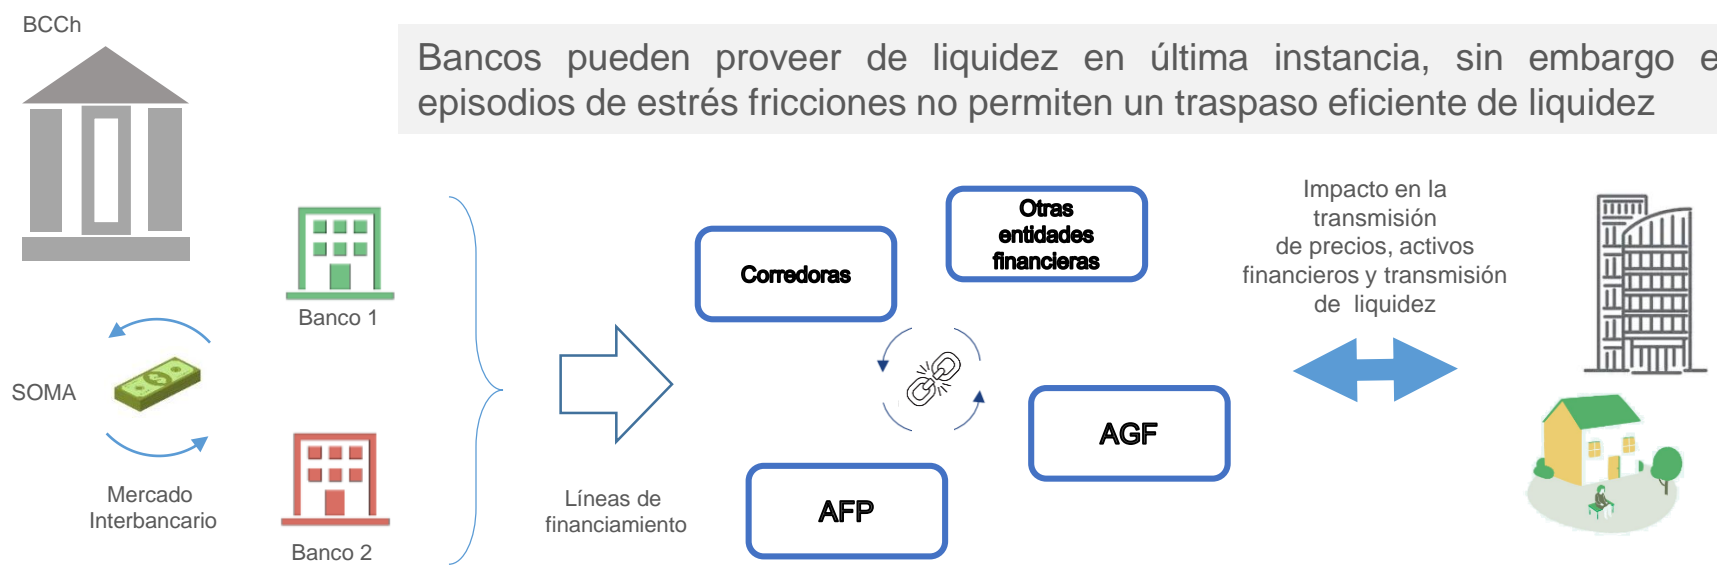 BCCh
Bancos pueden proveer de liquidez en última instancia, sin embargo e
episodios de estrés fricciones no permiten un traspaso eficiente de liquidez
Banco 1
SOMA
Mercado
Interbancario
Banco 2
Líneas de
financiamiento
Corredoras
Otras
entidades
financieras
AFP
AGF
Impacto en la
transmisión
de precios, activos
financieros y transmisión
de liquidez